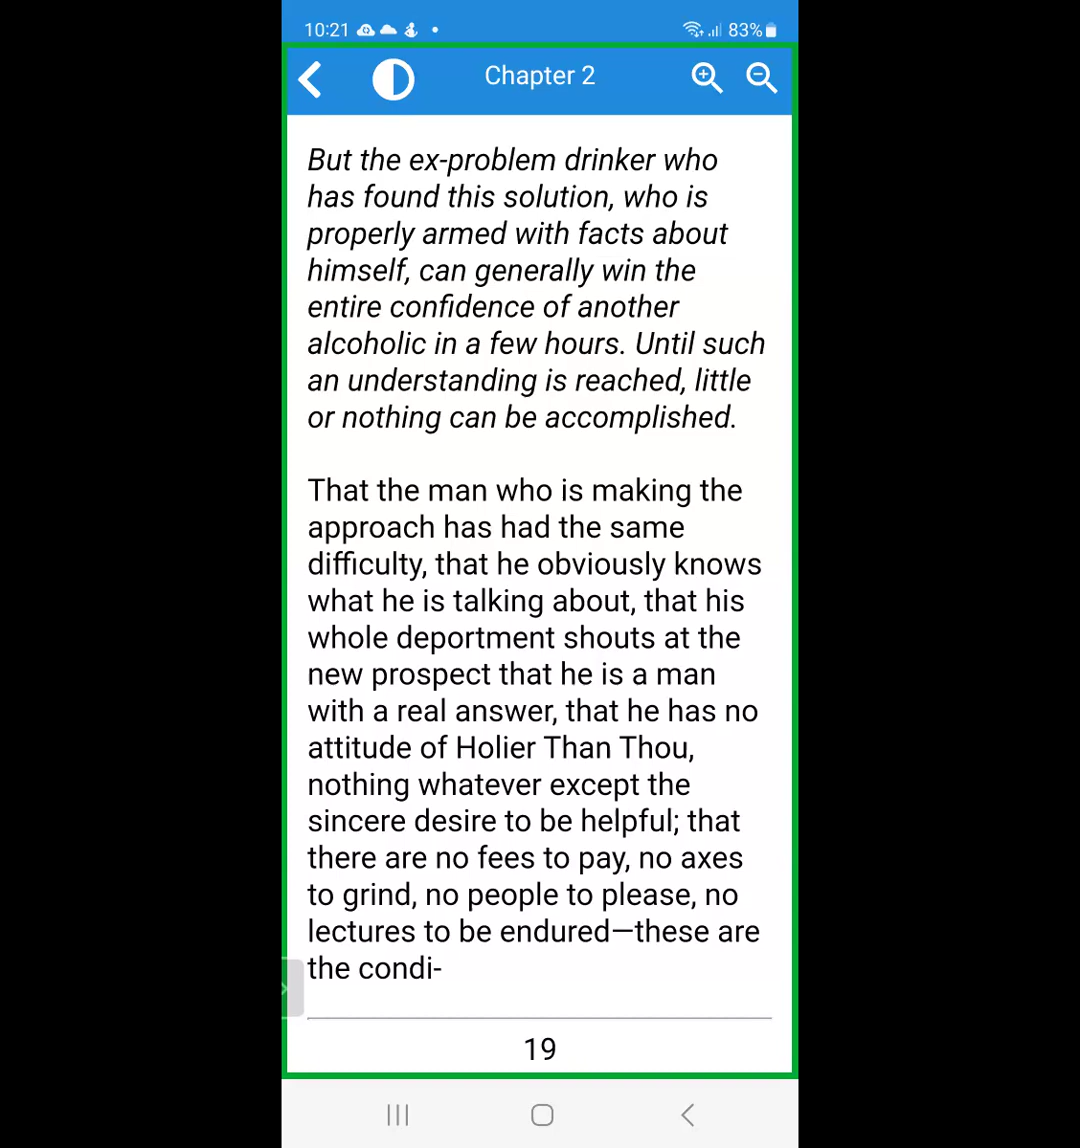 10:21
83%
Chapter 2
But the ex-problem drinker who
has found this solution, who is
properly armed with facts about
himself, can generally win the
entire confidence of another
alcoholic in a few hours. Until such
an understanding is reached, little
or nothing can be accomplished.
That the man who is making the
approach has had the same
difficulty, that he obviously knows
what he is talking about, that his
whole deportment shouts at the
new prospect that he is a man
with a real answer, that he has no
attitude of Holier Than Thou,
nothing whatever except the
sincere desire to be helpful; that
there are no fees to pay, no axes
to grind, no people to please, no
lectures to be endured—these are
the condi-
19